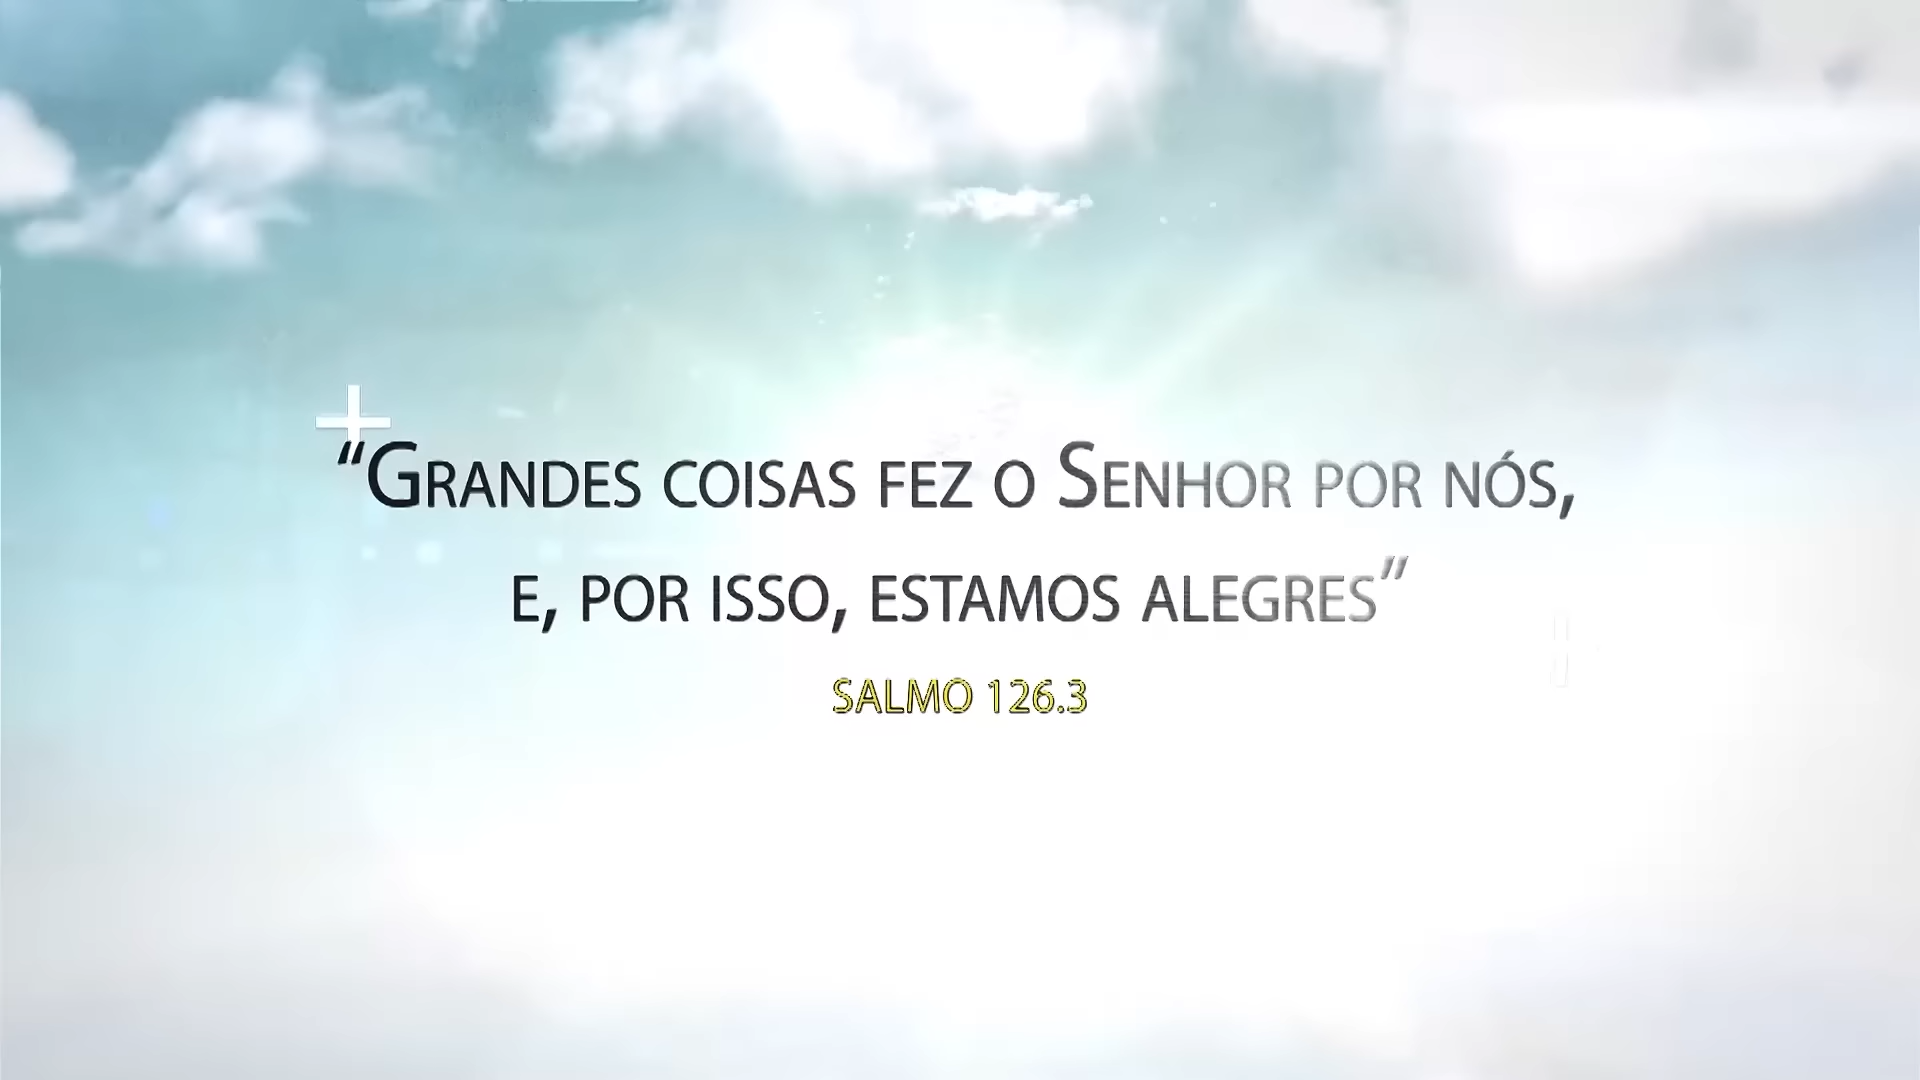 “Grandes coisas fez o Senhor por nós,
e, por isso, estamos alegres”
SALMO 126.3